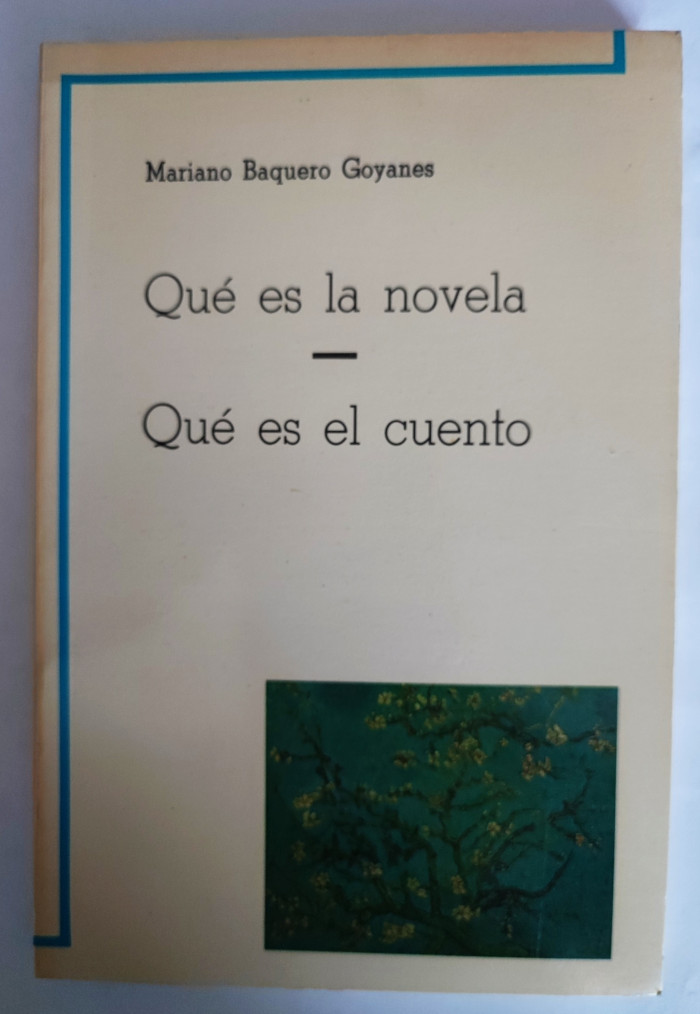 Mariano Baquero Goyanes
Qué es la novela
—
Qué es el cuento